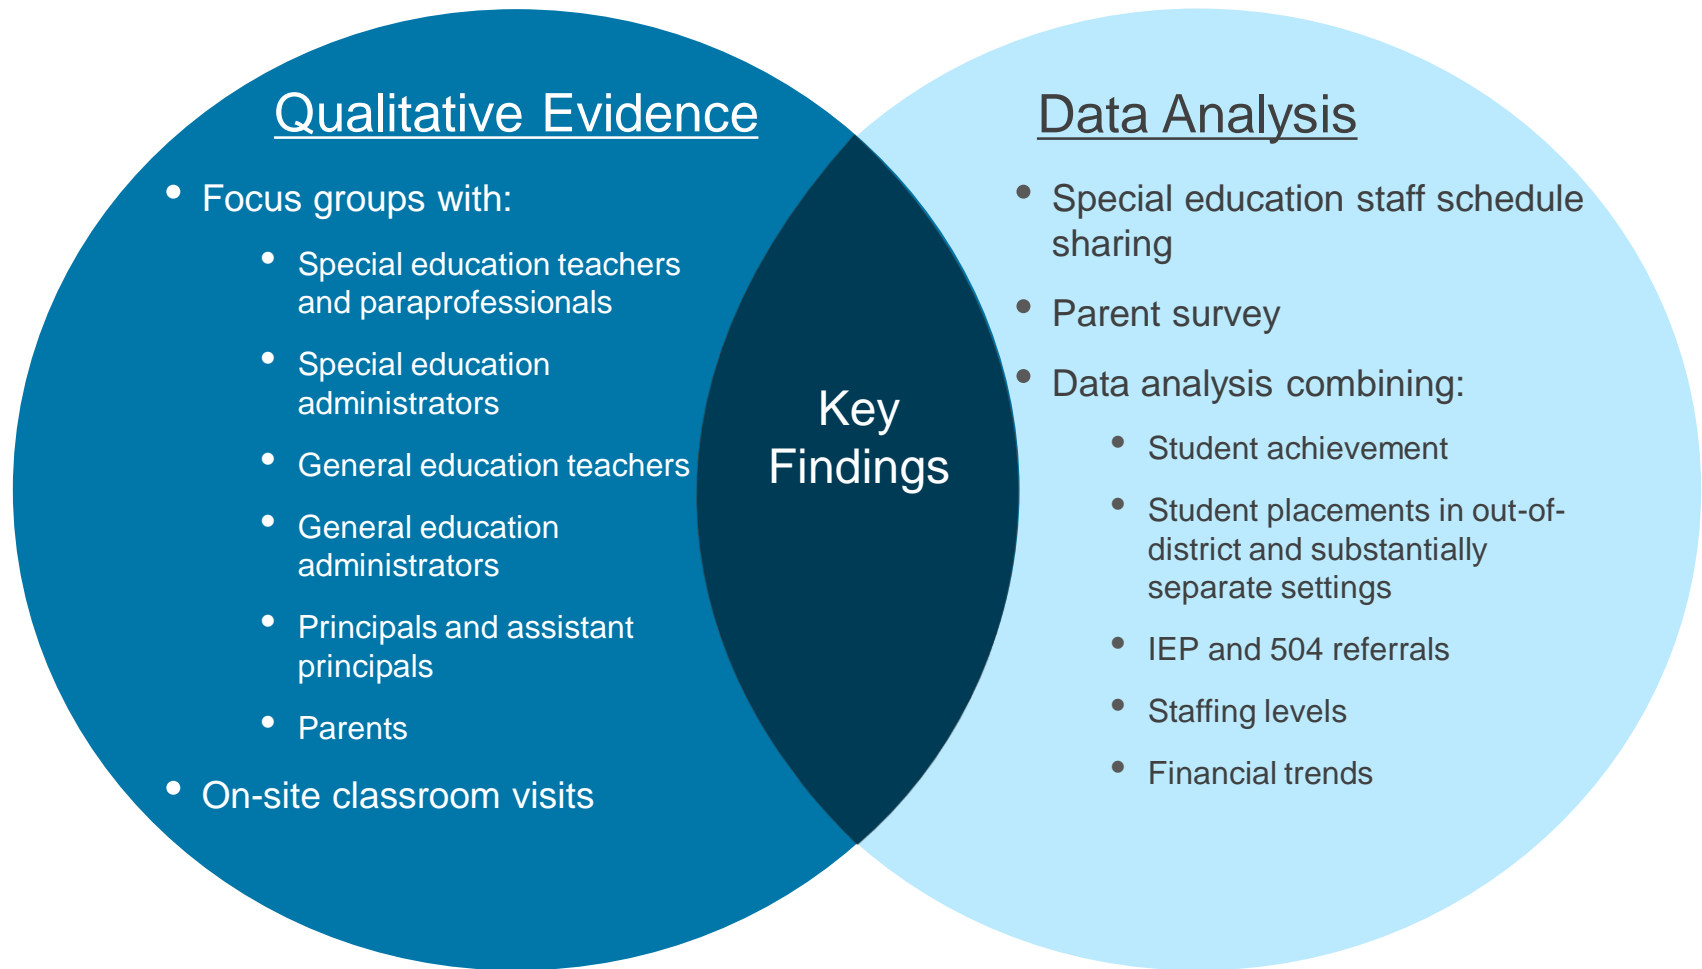 Qualitative Evidence
• Focus groups with:
• Special education teachers
and paraprofessionals
• Special education
administrators
• General education teachers
• General education
administrators
• Principals and assistant
principals
• Parents
• On-site classroom visits
Key
Findings
Data Analysis
• Special education staff schedule
sharing
• Parent survey
• Data analysis combining:
• Student achievement
• Student placements in out-of-
district and substantially
separate settings
• IEP and 504 referrals
• Staffing levels
• Financial trends